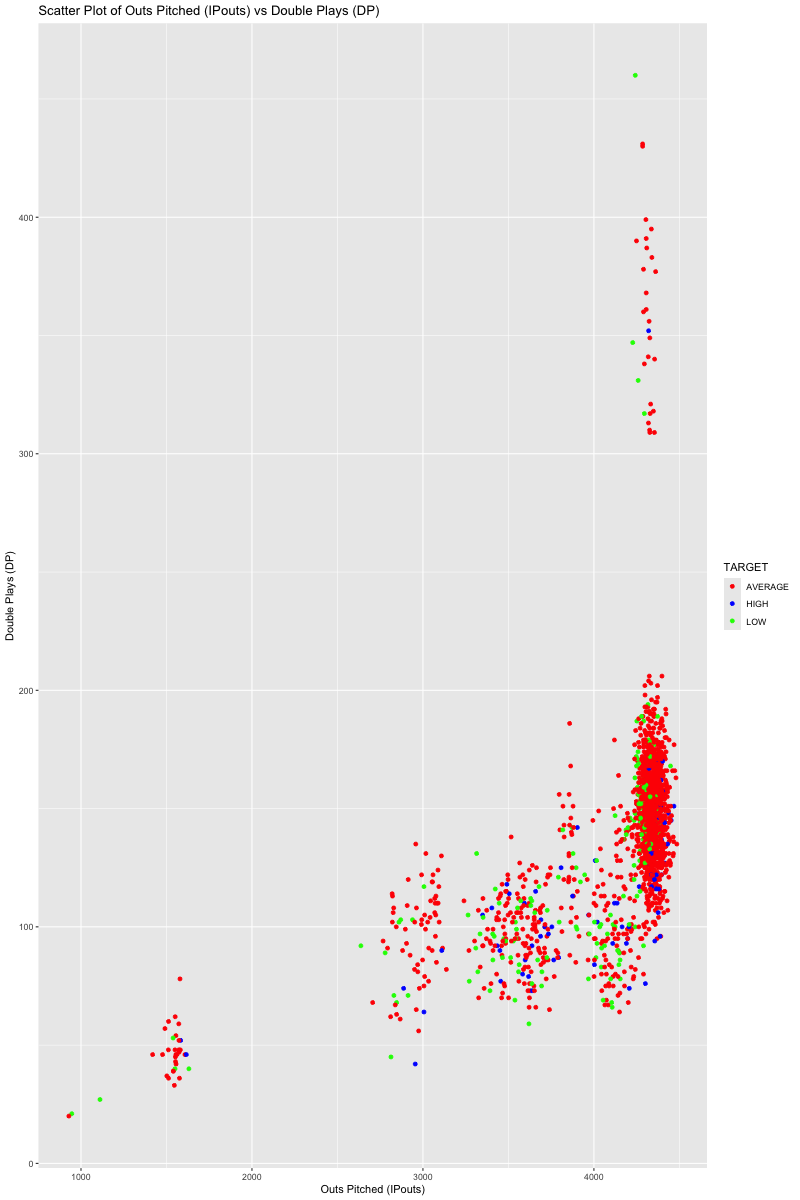 Scatter Plot of Outs Pitched (IPouts) vs Double Plays (DP)
400
300
200
100
0
Double Plays (DP)
1000 2000 3000 4000
Outs Pitched (IPouts)
TARGET
AVERAGE
HIGH
LOW